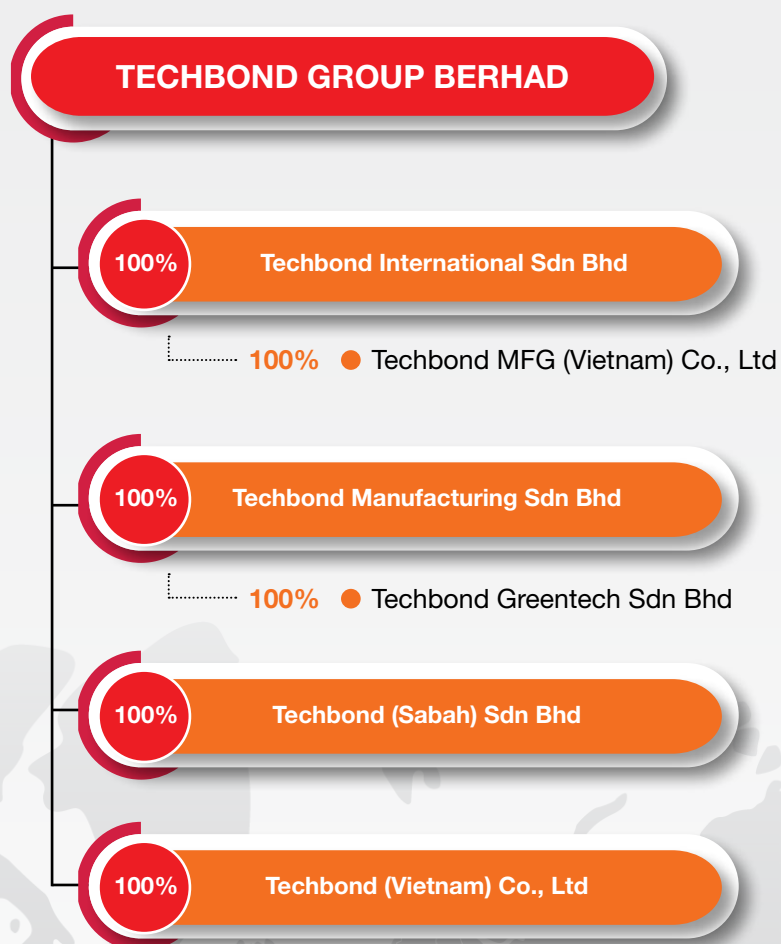 TECHBOND GROUP BERHAD
100% Techbond International Sdn Bhd
100% Techbond MFG (Vietnam) Co., Ltd
100% Techbond Manufacturing Sdn Bhd
100% Techbond Greentech Sdn Bhd
100% Techbond (Sabah) Sdn Bhd
100% Techbond (Vietnam) Co., Ltd